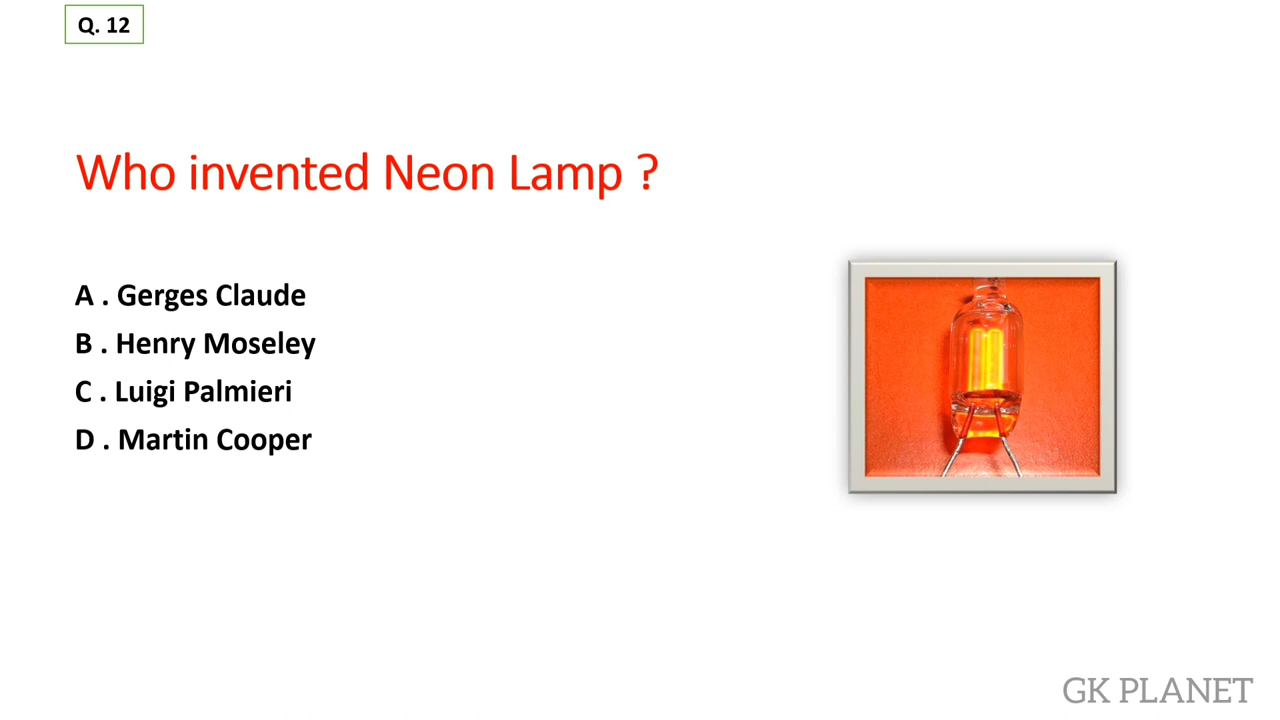 Q. 12
Who invented Neon Lamp ?
A . Gerges Claude
B . Henry Moseley
C . Luigi Palmieri
D . Martin Cooper
GK PLANET